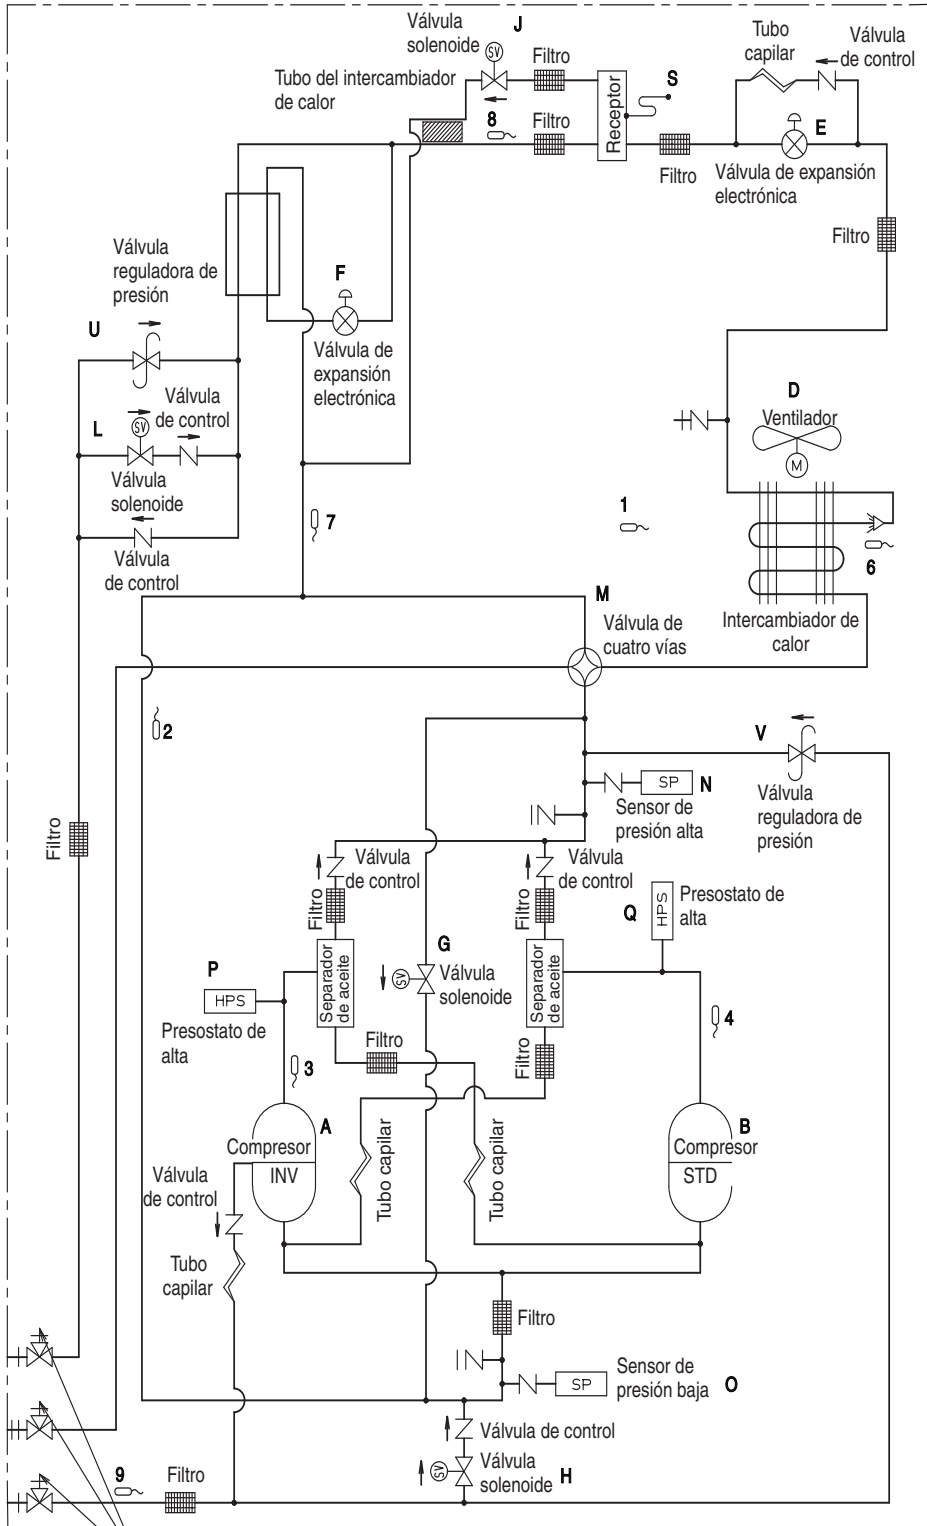 Válvula
solenoide
J
SV
Filtro
Tubo
capilar
Válvula
de control
Tubo del intercambiador
de calor
8
Filtro
Receptor
S
E
Filtro
Válvula de expansión
electrónica
Filtro
Válvula
reguladora de
presión
F
U
Válvula de
expansión
electrónica
Válvula
de control
L
SV
Válvula
solenoide
D
Ventilador
M
7
1
Válvula
de control
6
M
Válvula de
cuatro vías
Intercambiador de
calor
2
V
SP
N
Sensor de
presión alta
Válvula
reguladora de
presión
Filtro
Válvula
de control
Válvula
de control
Filtro
Filtro
HPS
Presostato de
alta
Q
P
HPS
Presostato de
alta
Separador
de aceite
G
SV
Válvula
solenoide
Separador
de aceite
4
3
Filtro
Filtro
A
Compresor
INV
B
Compresor
STD
Válvula
de control
Tubo capilar
Tubo capilar
Tubo
capilar
Filtro
SP
Sensor de
presión baja
O
Válvula de control
9
Filtro
SV
Válvula
solenoide
H